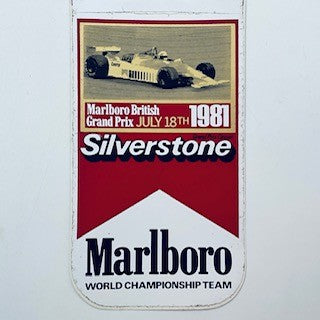 Marlboro British
Grand Prix JULY 18TH 1981
Silverstone
Marlboro
WORLD CHAMPIONSHIP TEAM